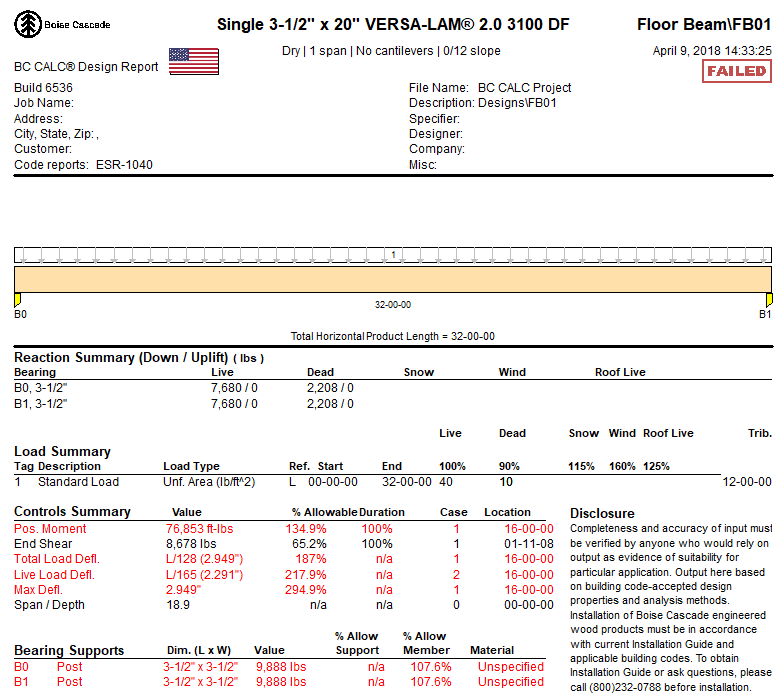 Boise Cascade
Single 3-1/2" x 20" VERSA-LAM® 2.0 3100 DF
Floor Beam\FB01
Dry | 1 span | No cantilevers | 0/12 slope
April 9, 2018 14:33:25
BC CALC® Design Report
FAILED
Build 6536
File Name: BC CALC Project
Job Name:
Description: Designs\FB01
Address:
Specifier:
City, State, Zip: ,
Designer:
Customer:
Company:
Code reports: ESR-1040
Misc:
1
32-00-00
B0
B1
Total Horizontal Product Length = 32-00-00
Reaction Summary (Down / Uplift) ( lbs )
Bearing Live Dead Snow Wind Roof Live
B0, 3-1/2" 7,680 / 0 2,208 / 0
B1, 3-1/2" 7,680 / 0 2,208 / 0
Live Dead Snow Wind Roof Live Trib.
Load Summary
Tag Description Load Type Ref. Start End 100% 90% 115% 160% 125%
1 Standard Load Unf. Area (lb/ft^2) L 00-00-00 32-00-00 40 10 12-00-00
Controls Summary Value % Allowable Duration Case Location
Pos. Moment 76,853 ft-lbs 134.9% 100% 1 16-00-00
End Shear 8,678 lbs 65.2% 100% 1 01-11-08
Total Load Defl. L/128 (2.949") 187% n/a 1 16-00-00
Live Load Defl. L/165 (2.291") 217.9% n/a 2 16-00-00
Max Defl. 2.949" 294.9% n/a 1 16-00-00
Span / Depth 18.9 n/a n/a 0 00-00-00
% Allow % Allow
Bearing Supports Dim. (L x W) Value Support Member Material
B0 Post 3-1/2" x 3-1/2" 9,888 lbs n/a 107.6% Unspecified
B1 Post 3-1/2" x 3-1/2" 9,888 lbs n/a 107.6% Unspecified
Disclosure
Completeness and accuracy of input must
be verified by anyone who would rely on
output as evidence of suitability for
particular application. Output here based
on building code-accepted design
properties and analysis methods.
Installation of Boise Cascade engineered
wood products must be in accordance
with current Installation Guide and
applicable building codes. To obtain
Installation Guide or ask questions, please
call (800)232-0788 before installation.